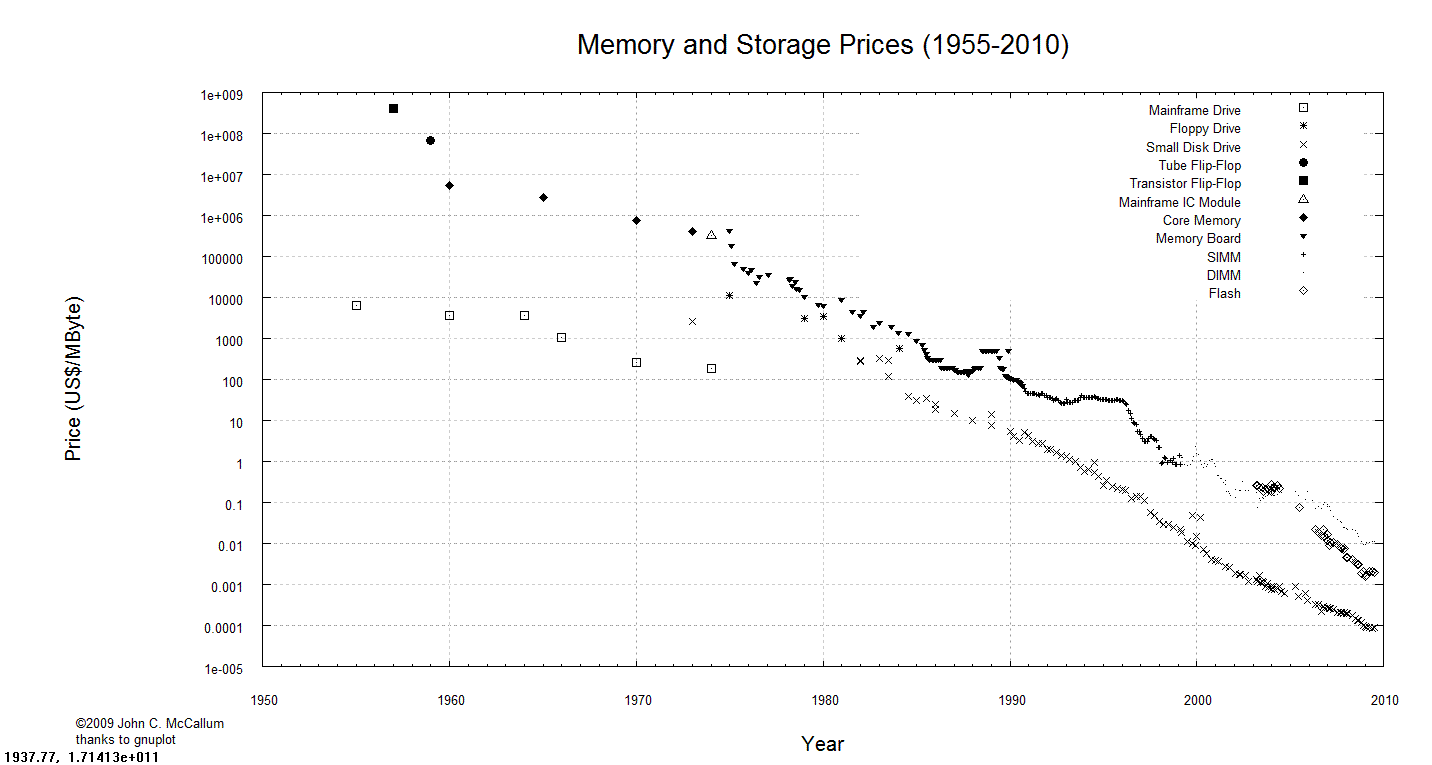 Memory and Storage Prices (1955-2010)
1e+009
1e+008
1e+007
1e+006
100000
10000
1000
100
10
1
0.1
0.01
0.001
0.0001
1e-005
Price (US$/MByte)
Mainframe Drive
Floppy Drive
Small Disk Drive
Tube Flip-Flop
Transistor Flip-Flop
Mainframe IC Module
Core Memory
Memory Board
SIMM
DIMM
Flash
1950 1960 1970 1980 1990 2000 2010
Year
©2009 John C. McCallum
thanks to gnuplot
1937.77, 1.71413e+011